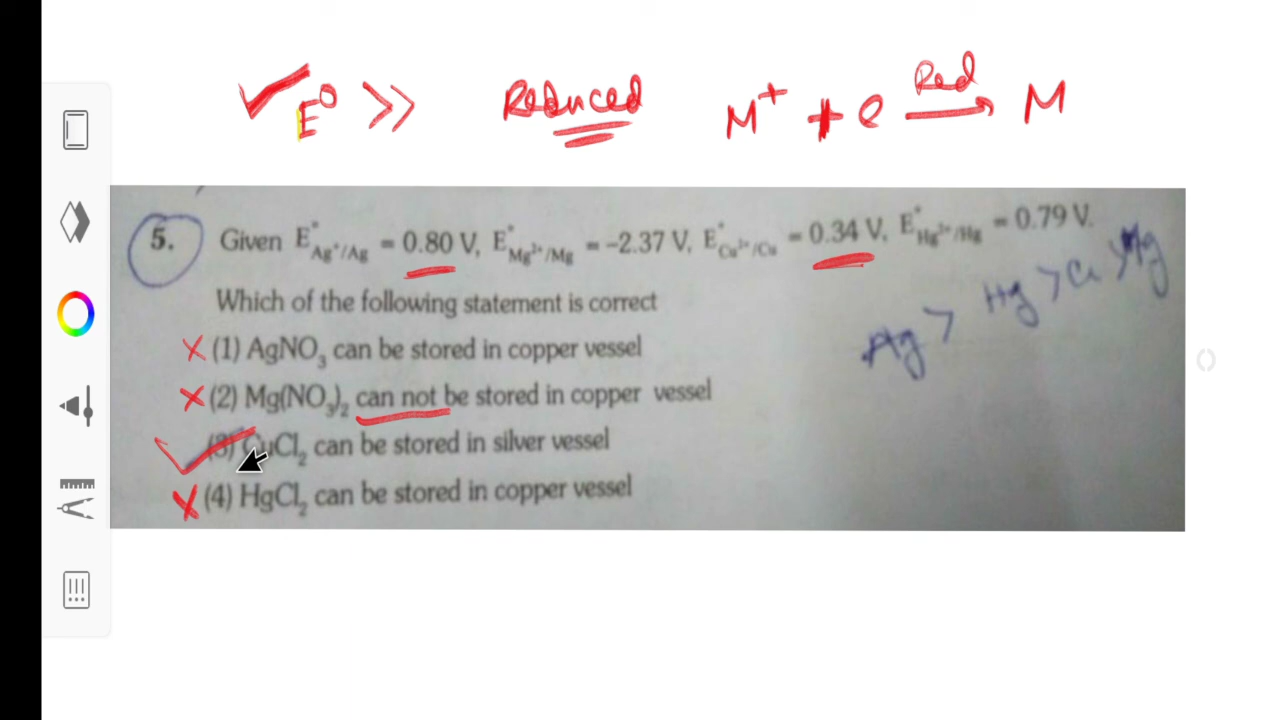 E⁰ >> Reduced M⁺ + e Red→ M
5. Given E°Ag⁺/Ag = 0.80 V, E°Mg²⁺/Mg = –2.37 V, E°Cu²⁺/Cu = 0.34 V, E°Hg²⁺/Hg = 0.79 V.
Which of the following statement is correct
Ag > Hg > Cu > Mg
(1) AgNO₃ can be stored in copper vessel
(2) Mg(NO₃)₂ can not be stored in copper vessel
(3) CuCl₂ can be stored in silver vessel
(4) HgCl₂ can be stored in copper vessel